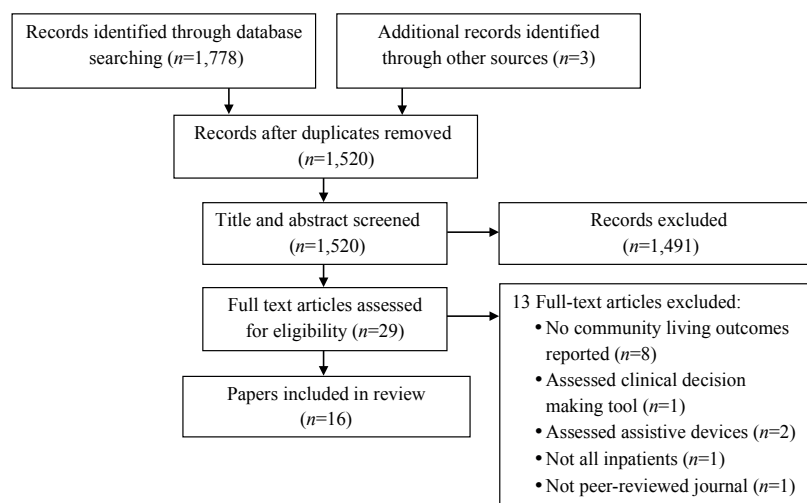 Records identified through database
searching (n=1,778)
Additional records identified
through other sources (n=3)
Records after duplicates removed
(n=1,520)
Title and abstract screened
(n=1,520)
Records excluded
(n=1,491)
Full text articles assessed
for eligibility (n=29)
13 Full-text articles excluded:
• No community living outcomes
reported (n=8)
• Assessed clinical decision
making tool (n=1)
• Assessed assistive devices (n=2)
• Not all inpatients (n=1)
• Not peer-reviewed journal (n=1)
Papers included in review
(n=16)